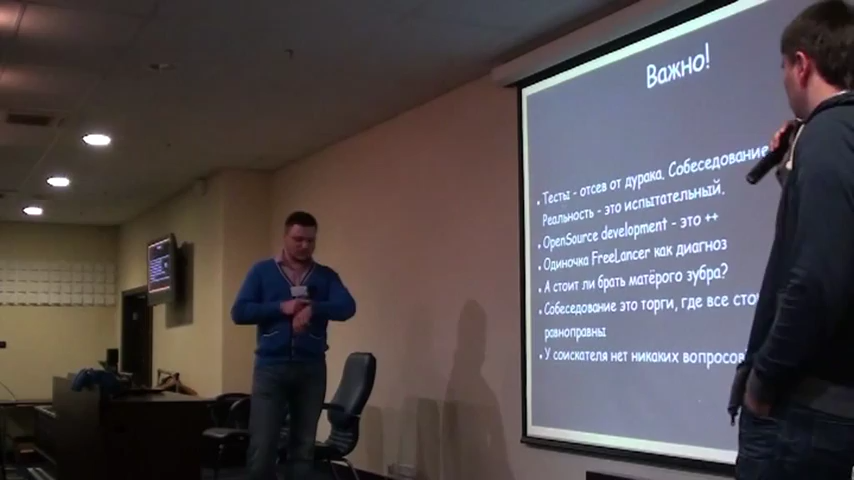 Важно!
Тесты - отсев от дурака. Собеседование
Реальность - это испытательный.
OpenSource development - это ++
Одиночка FreeLancer как диагноз
А стоит ли брать матёрого зубра?
Собеседование это торги, где все
равноправны
У соискателя нет никаких вопросов